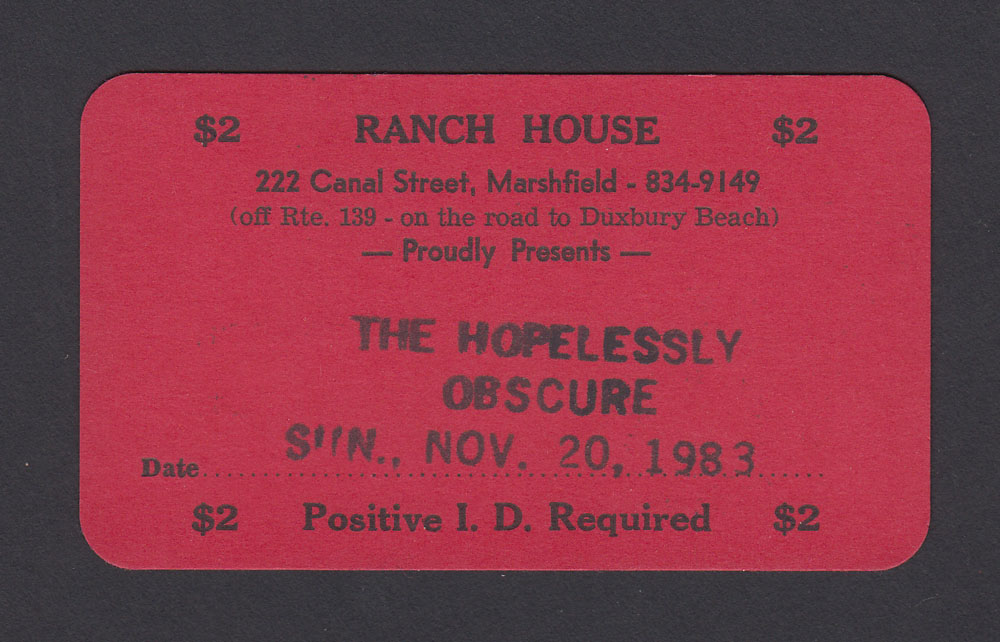 $2 RANCH HOUSE $2
222 Canal Street, Marshfield - 834-9149
(off Rte. 139 - on the road to Duxbury Beach)
— Proudly Presents —
THE HOPELESSLY
OBSCURE
Date SUN., NOV. 20, 1983
$2 Positive I. D. Required $2